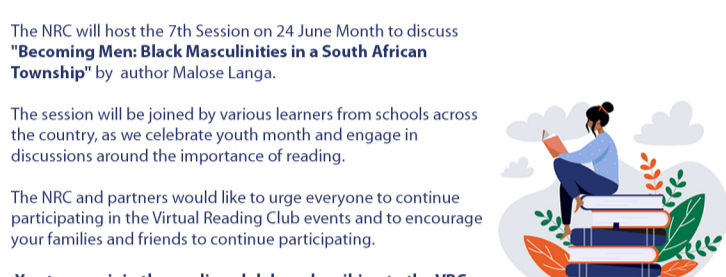 The NRC will host the 7th Session on 24 June Month to discuss
"Becoming Men: Black Masculinities in a South African
Township" by author Malose Langa.
The session will be joined by various learners from schools across
the country, as we celebrate youth month and engage in
discussions around the importance of reading.
The NRC and partners would like to urge everyone to continue
participating in the Virtual Reading Club events and to encourage
your families and friends to continue participating.